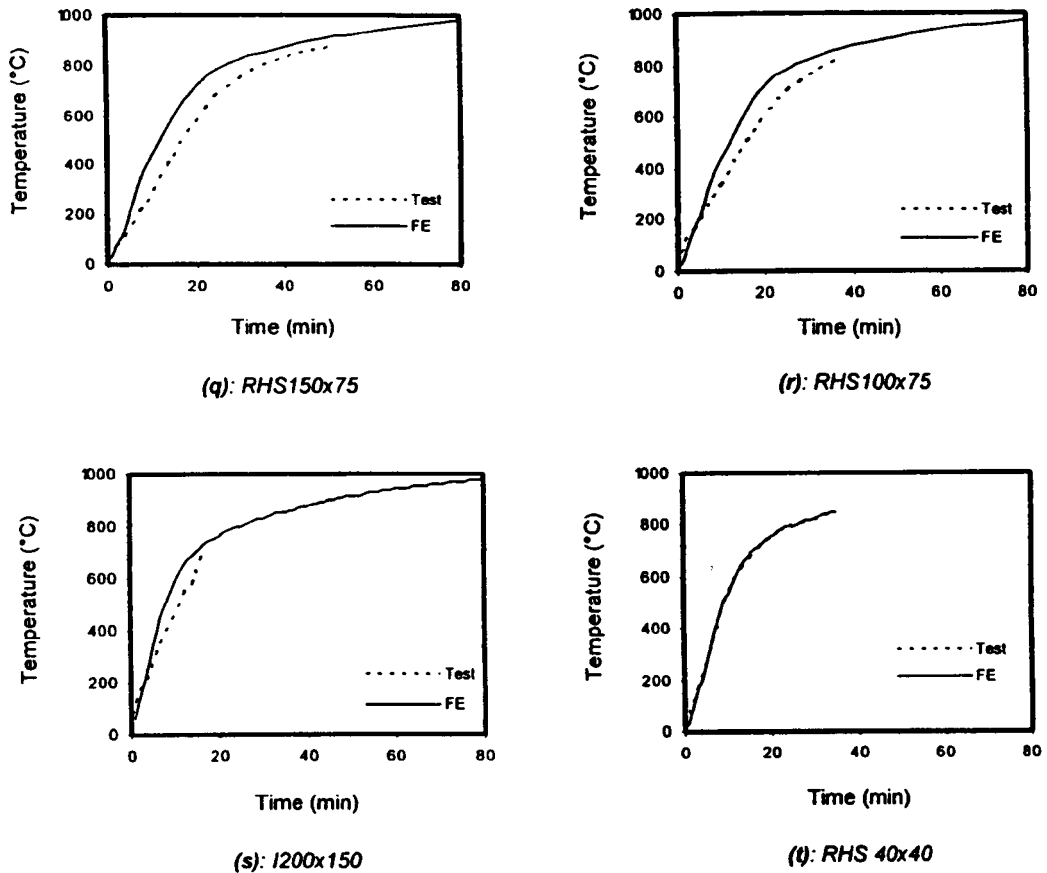 1000
800
600
400
200
0
Temperature (°C)
Test
FE
0 20 40 60 80
Time (min)
(q): RHS150x75
1000
800
600
400
200
0
Temperature (°C)
Test
FE
0 20 40 60 80
Time (min)
(r): RHS100x75
1000
800
600
400
200
0
Temperature (°C)
Test
FE
0 20 40 60 80
Time (min)
(s): I200x150
1000
800
600
400
200
0
Temperature (°C)
Test
FE
0 20 40 60 80
Time (min)
(t): RHS 40x40